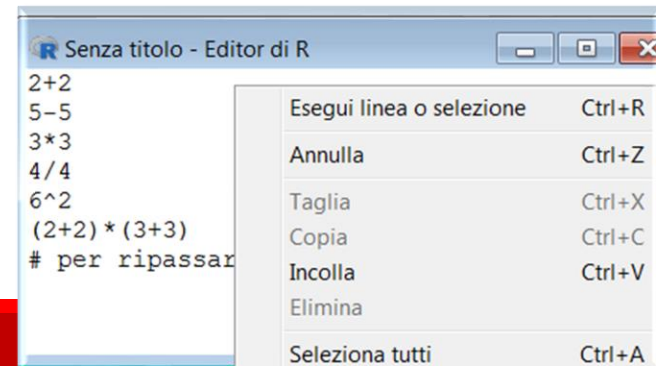 R Senza titolo - Editor di R
2+2
5-5
3*3
4/4
6^2
(2+2)*(3+3)
# per ripassar
Esegui linea o selezione Ctrl+R
Annulla Ctrl+Z
Taglia Ctrl+X
Copia Ctrl+C
Incolla Ctrl+V
Elimina
Seleziona tutti Ctrl+A